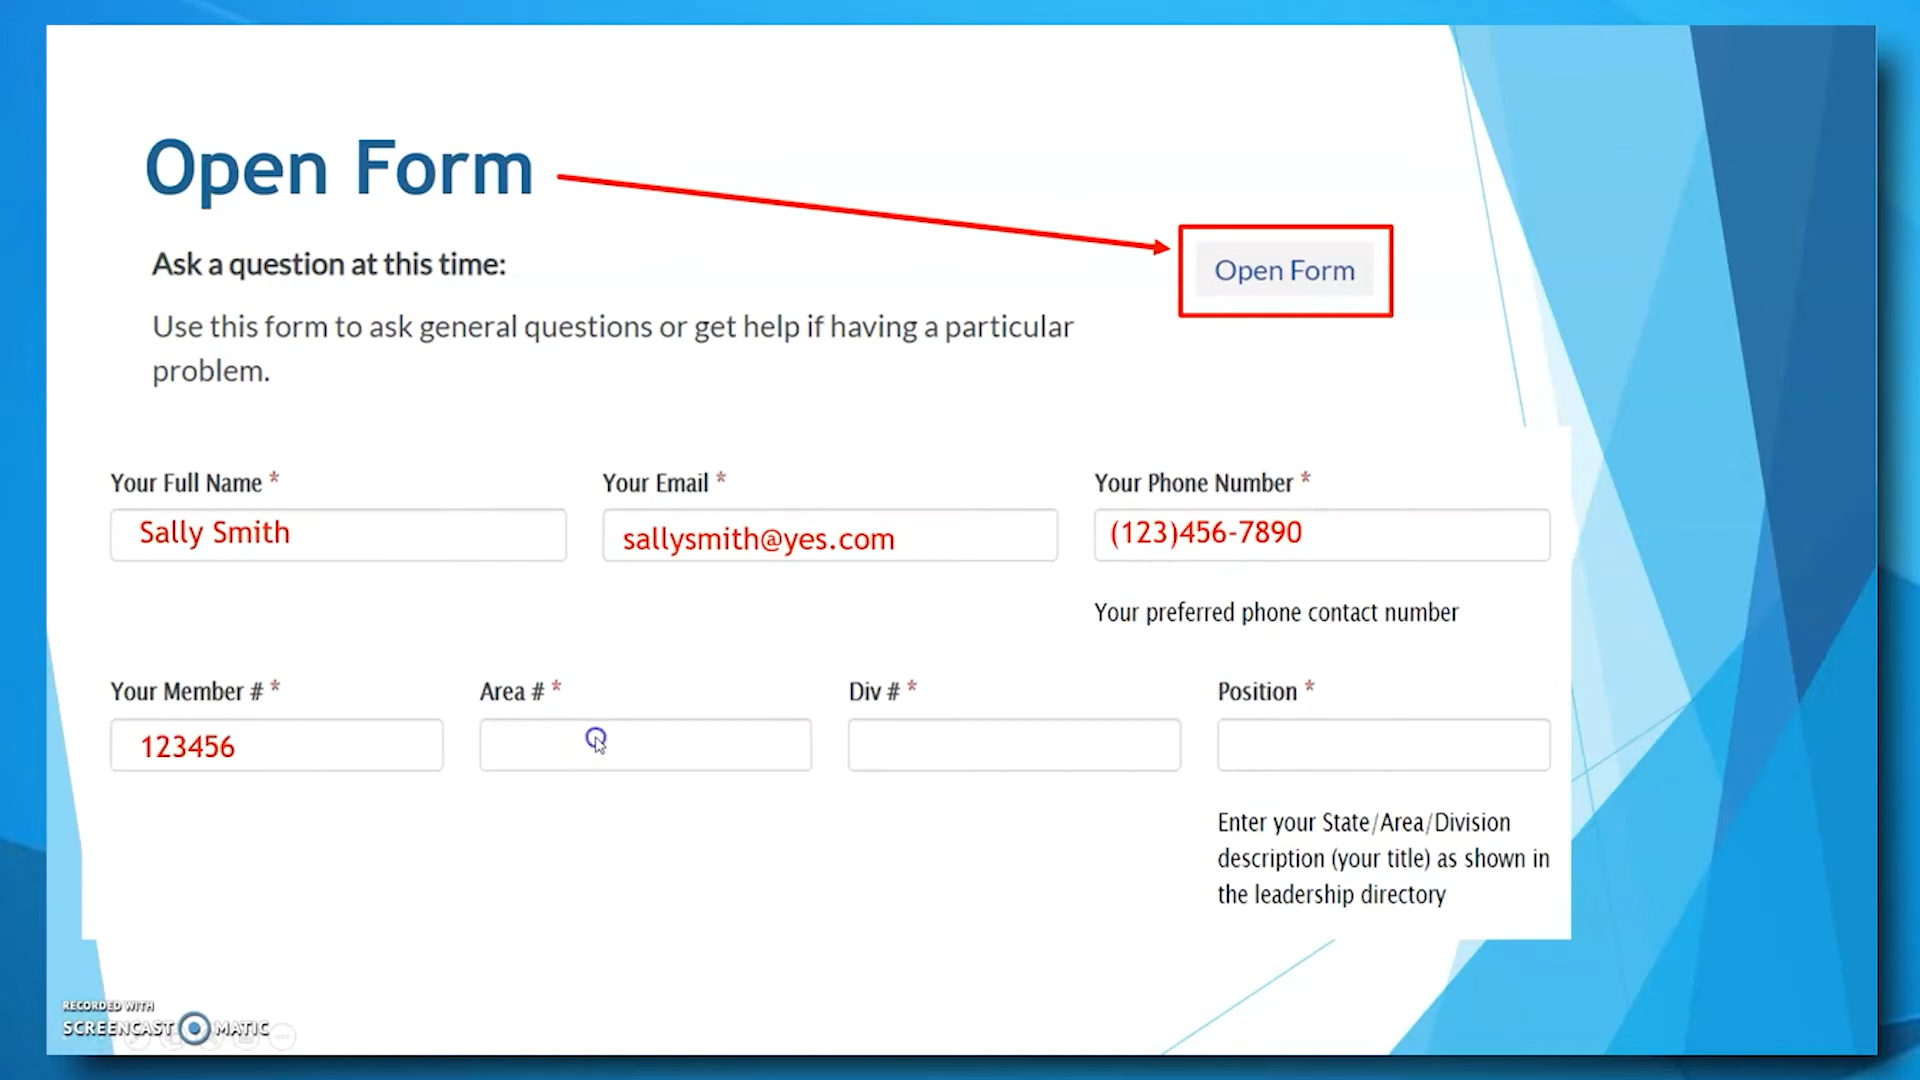 Open Form
Open Form
Ask a question at this time:
Use this form to ask general questions or get help if having a particular
problem.
Your Full Name *
Your Email *
Your Phone Number *
Sally Smith
sallysmith@yes.com
(123)456-7890
Your preferred phone contact number
Your Member # *
Area # *
Div # *
Position *
123456
Enter your State/Area/Division
description (your title) as shown in
the leadership directory
RECORDED WITH
SCREENCAST MATIC